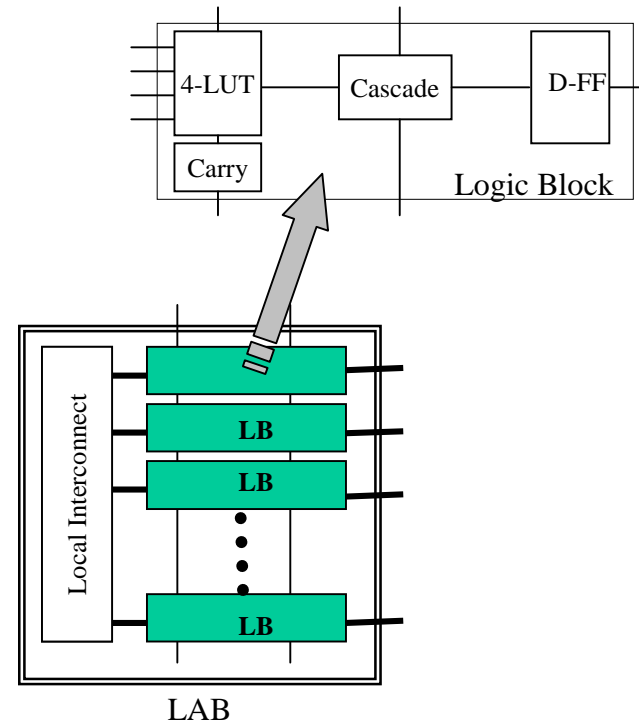 4-LUT
Cascade
D-FF
Carry
Logic Block
Local Interconnect
LB
LB
LB
LAB